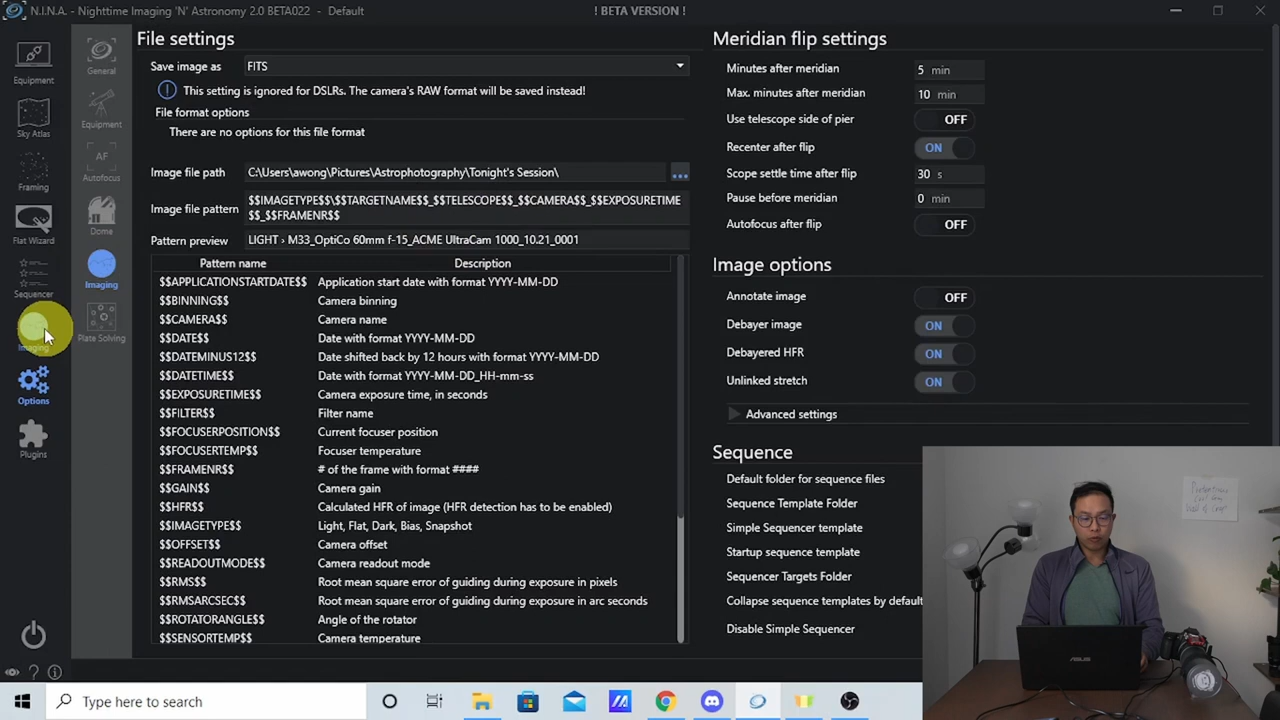 N.I.N.A. - Nighttime Imaging 'N' Astronomy 2.0 BETA022 - Default
! BETA VERSION !
Equipment
Sky Atlas
Framing
Flat Wizard
Sequencer
Imaging
Options
Plugins
General
Equipment
AF
Autofocus
Dome
Imaging
Plate Solving
File settings
Save image as
FITS
This setting is ignored for DSLRs. The camera's RAW format will be saved instead!
File format options
There are no options for this file format
Image file path
C:\Users\awong\Pictures\Astrophotography\Tonight's Session\
...
Image file pattern
$$IMAGETYPE$$\$$TARGETNAME$$_$$TELESCOPE$$_$$CAMERA$$_$$EXPOSURETIME
$$_$$FRAMENR$$
Pattern preview
LIGHT › M33_OptiCo 60mm f-15_ACME UltraCam 1000_10.21_0001
Pattern name Description
$$APPLICATIONSTARTDATE$$ Application start date with format YYYY-MM-DD
$$BINNING$$ Camera binning
$$CAMERA$$ Camera name
$$DATE$$ Date with format YYYY-MM-DD
$$DATEMINUS12$$ Date shifted back by 12 hours with format YYYY-MM-DD
$$DATETIME$$ Date with format YYYY-MM-DD_HH-mm-ss
$$EXPOSURETIME$$ Camera exposure time, in seconds
$$FILTER$$ Filter name
$$FOCUSERPOSITION$$ Current focuser position
$$FOCUSERTEMP$$ Focuser temperature
$$FRAMENR$$ # of the frame with format ####
$$GAIN$$ Camera gain
$$HFR$$ Calculated HFR of image (HFR detection has to be enabled)
$$IMAGETYPE$$ Light, Flat, Dark, Bias, Snapshot
$$OFFSET$$ Camera offset
$$READOUTMODE$$ Camera readout mode
$$RMS$$ Root mean square error of guiding during exposure in pixels
$$RMSARCSEC$$ Root mean square error of guiding during exposure in arc seconds
$$ROTATORANGLE$$ Angle of the rotator
$$SENSORTEMP$$ Camera temperature
Meridian flip settings
Minutes after meridian 5 min
Max. minutes after meridian 10 min
Use telescope side of pier OFF
Recenter after flip ON
Scope settle time after flip 30 s
Pause before meridian 0 min
Autofocus after flip OFF
Image options
Annotate image OFF
Debayer image ON
Debayered HFR ON
Unlinked stretch ON
Advanced settings
Sequence
Default folder for sequence files
Sequence Template Folder
Simple Sequencer template
Startup sequence template
Sequencer Targets Folder
Collapse sequence templates by default
Disable Simple Sequencer
ASUS
Type here to search